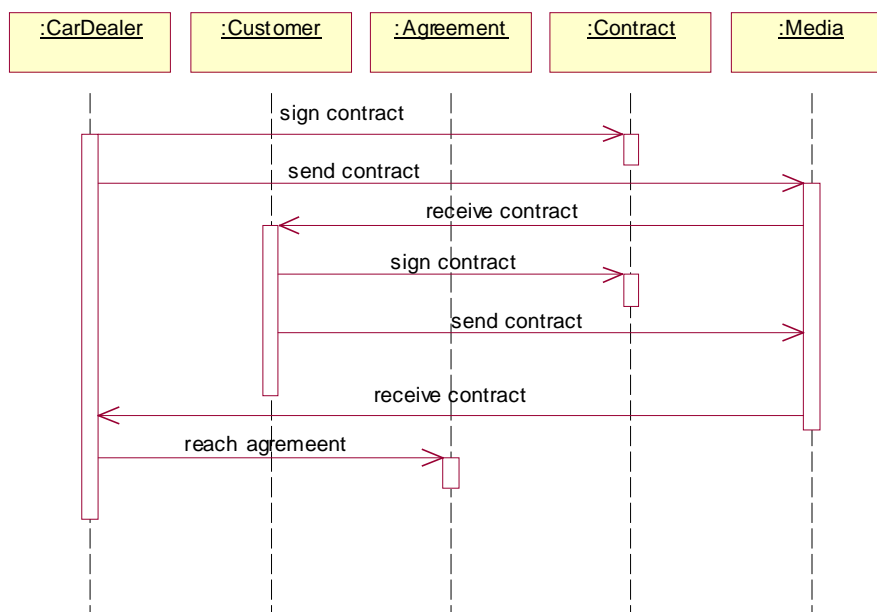 :CarDealer
:Customer
:Agreement
:Contract
:Media
sign contract
send contract
receive contract
sign contract
send contract
receive contract
reach agremeent